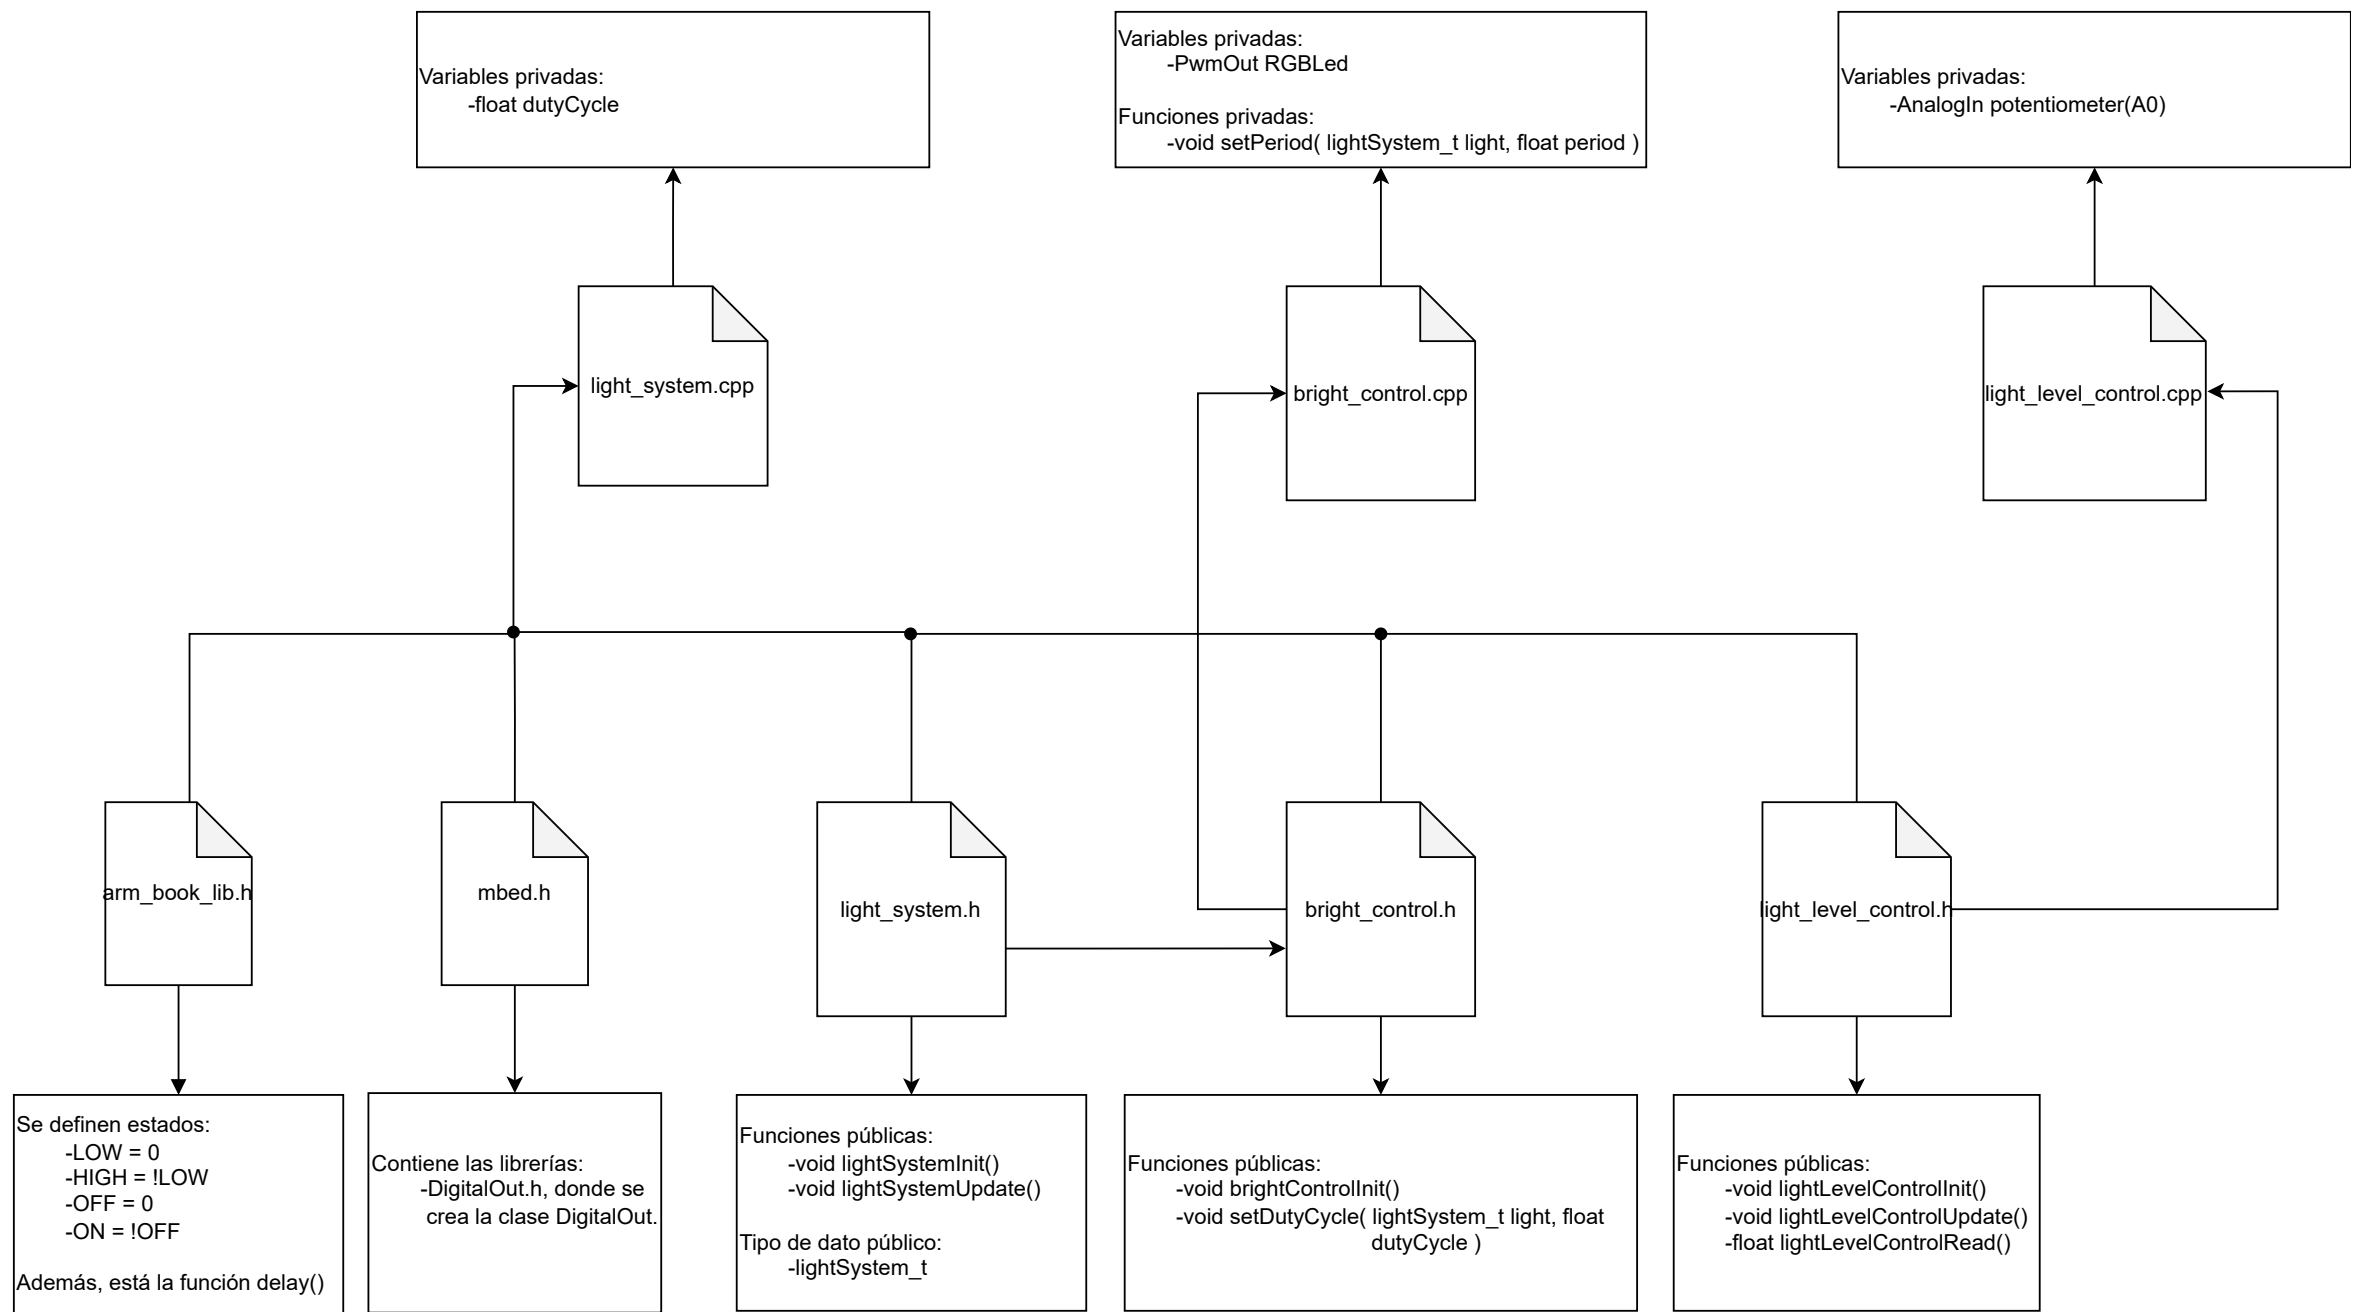 Variables privadas:
-float dutyCycle
Variables privadas:
-PwmOut RGBLed
Funciones privadas:
-void setPeriod( lightSystem_t light, float period )
Variables privadas:
-AnalogIn potentiometer(A0)
light_system.cpp
bright_control.cpp
light_level_control.cpp
arm_book_lib.h
mbed.h
light_system.h
bright_control.h
light_level_control.h
Se definen estados:
-LOW = 0
-HIGH = !LOW
-OFF = 0
-ON = !OFF
Además, está la función delay()
Contiene las librerías:
-DigitalOut.h, donde se
crea la clase DigitalOut.
Funciones públicas:
-void lightSystemInit()
-void lightSystemUpdate()
Tipo de dato público:
-lightSystem_t
Funciones públicas:
-void brightControlInit()
-void setDutyCycle( lightSystem_t light, float
dutyCycle )
Funciones públicas:
-void lightLevelControlInit()
-void lightLevelControlUpdate()
-float lightLevelControlRead()